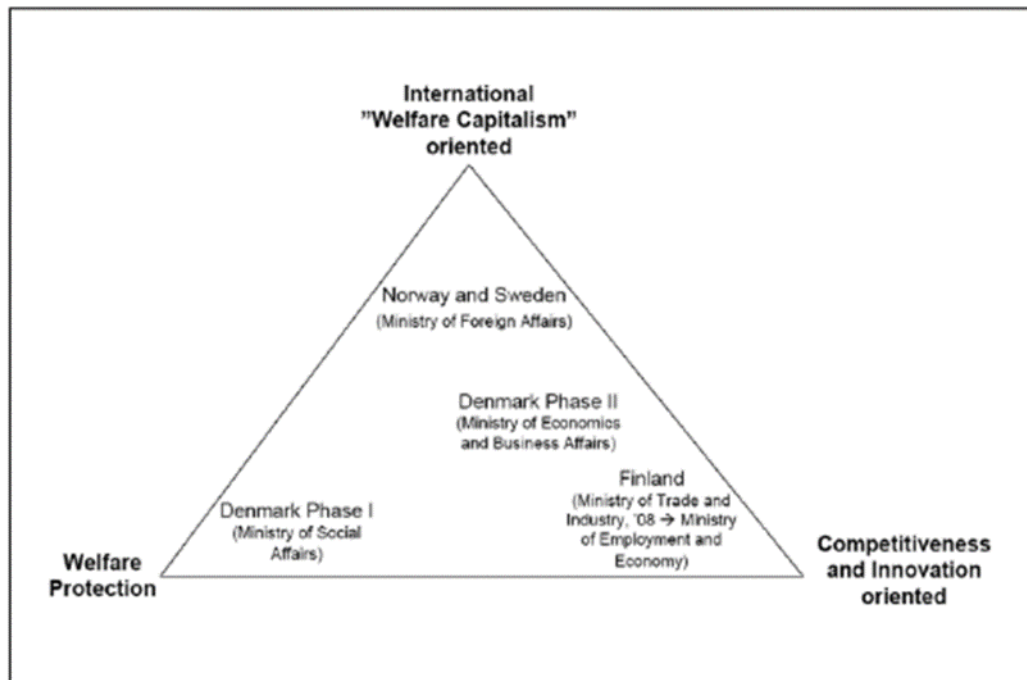 International
”Welfare Capitalism”
oriented
Norway and Sweden
(Ministry of Foreign Affairs)
Denmark Phase II
(Ministry of Economics
and Business Affairs)
Finland
(Ministry of Trade and
Industry, ’08 → Ministry
of Employment and
Economy)
Denmark Phase I
(Ministry of Social
Affairs)
Welfare
Protection
Competitiveness
and Innovation
oriented